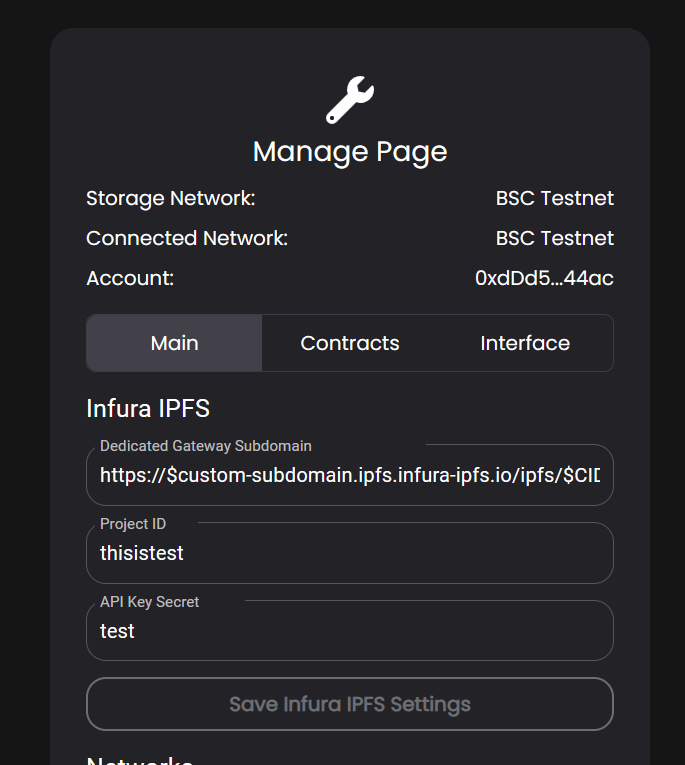 Manage Page
Storage Network: BSC Testnet
Connected Network: BSC Testnet
Account: 0xdDd5...44ac
Main Contracts Interface
Infura IPFS
Dedicated Gateway Subdomain
https://$custom-subdomain.ipfs.infura-ipfs.io/ipfs/$CID
Project ID
thisistest
API Key Secret
test
Save Infura IPFS Settings
Networks